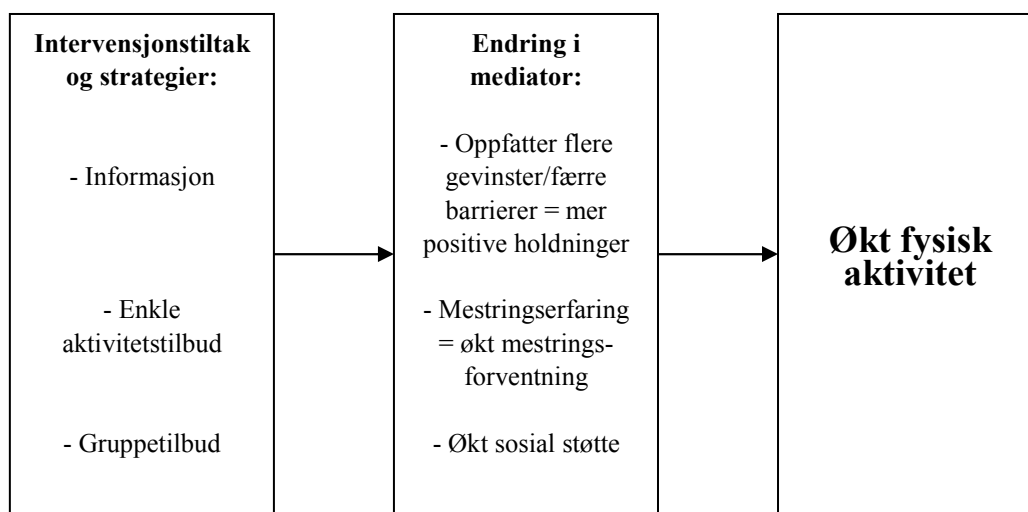 Intervensjonstiltak
og strategier:
- Informasjon
- Enkle
aktivitetstilbud
- Gruppetilbud
Endring i
mediator:
- Oppfatter flere
gevinster/færre
barrierer = mer
positive holdninger
- Mestringserfaring
= økt mestrings-
forventning
- Økt sosial støtte
Økt fysisk
aktivitet